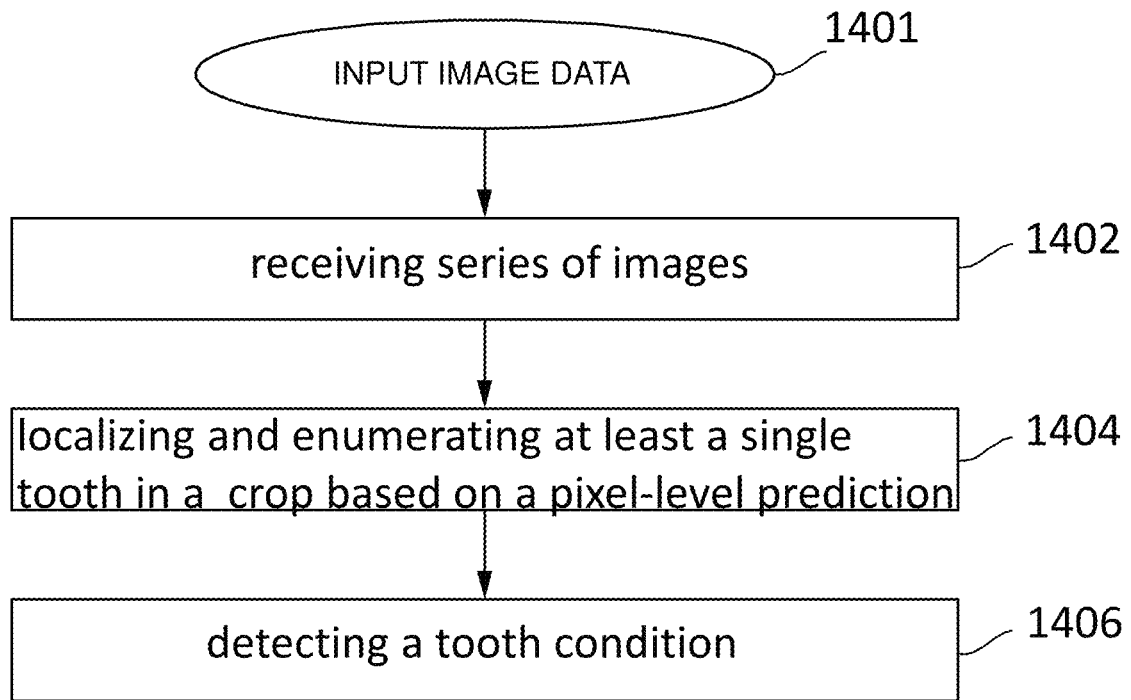 1401
INPUT IMAGE DATA
1402
receiving series of images
1404
localizing and enumerating at least a single
tooth in a crop based on a pixel-level prediction
1406
detecting a tooth condition